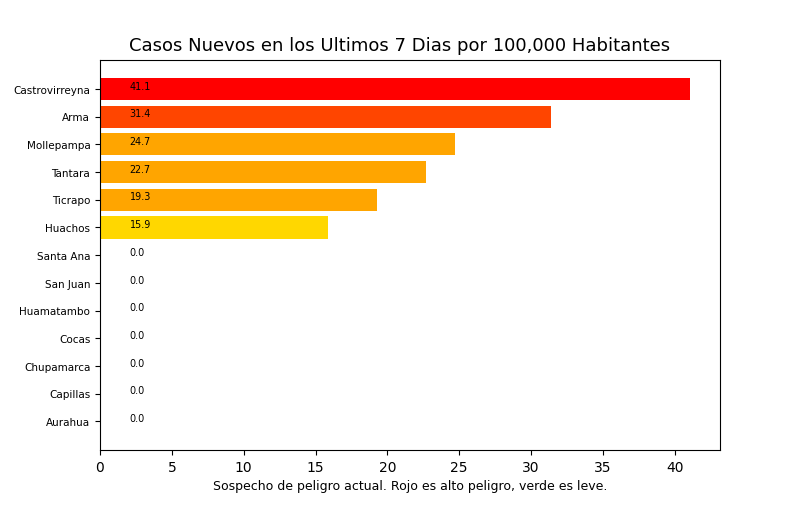 Casos Nuevos en los Ultimos 7 Dias por 100,000 Habitantes
Castrovirreyna 41.1
Arma 31.4
Mollepampa 24.7
Tantara 22.7
Ticrapo 19.3
Huachos 15.9
Santa Ana 0.0
San Juan 0.0
Huamatambo 0.0
Cocas 0.0
Chupamarca 0.0
Capillas 0.0
Aurahua 0.0
0 5 10 15 20 25 30 35 40
Sospecho de peligro actual. Rojo es alto peligro, verde es leve.